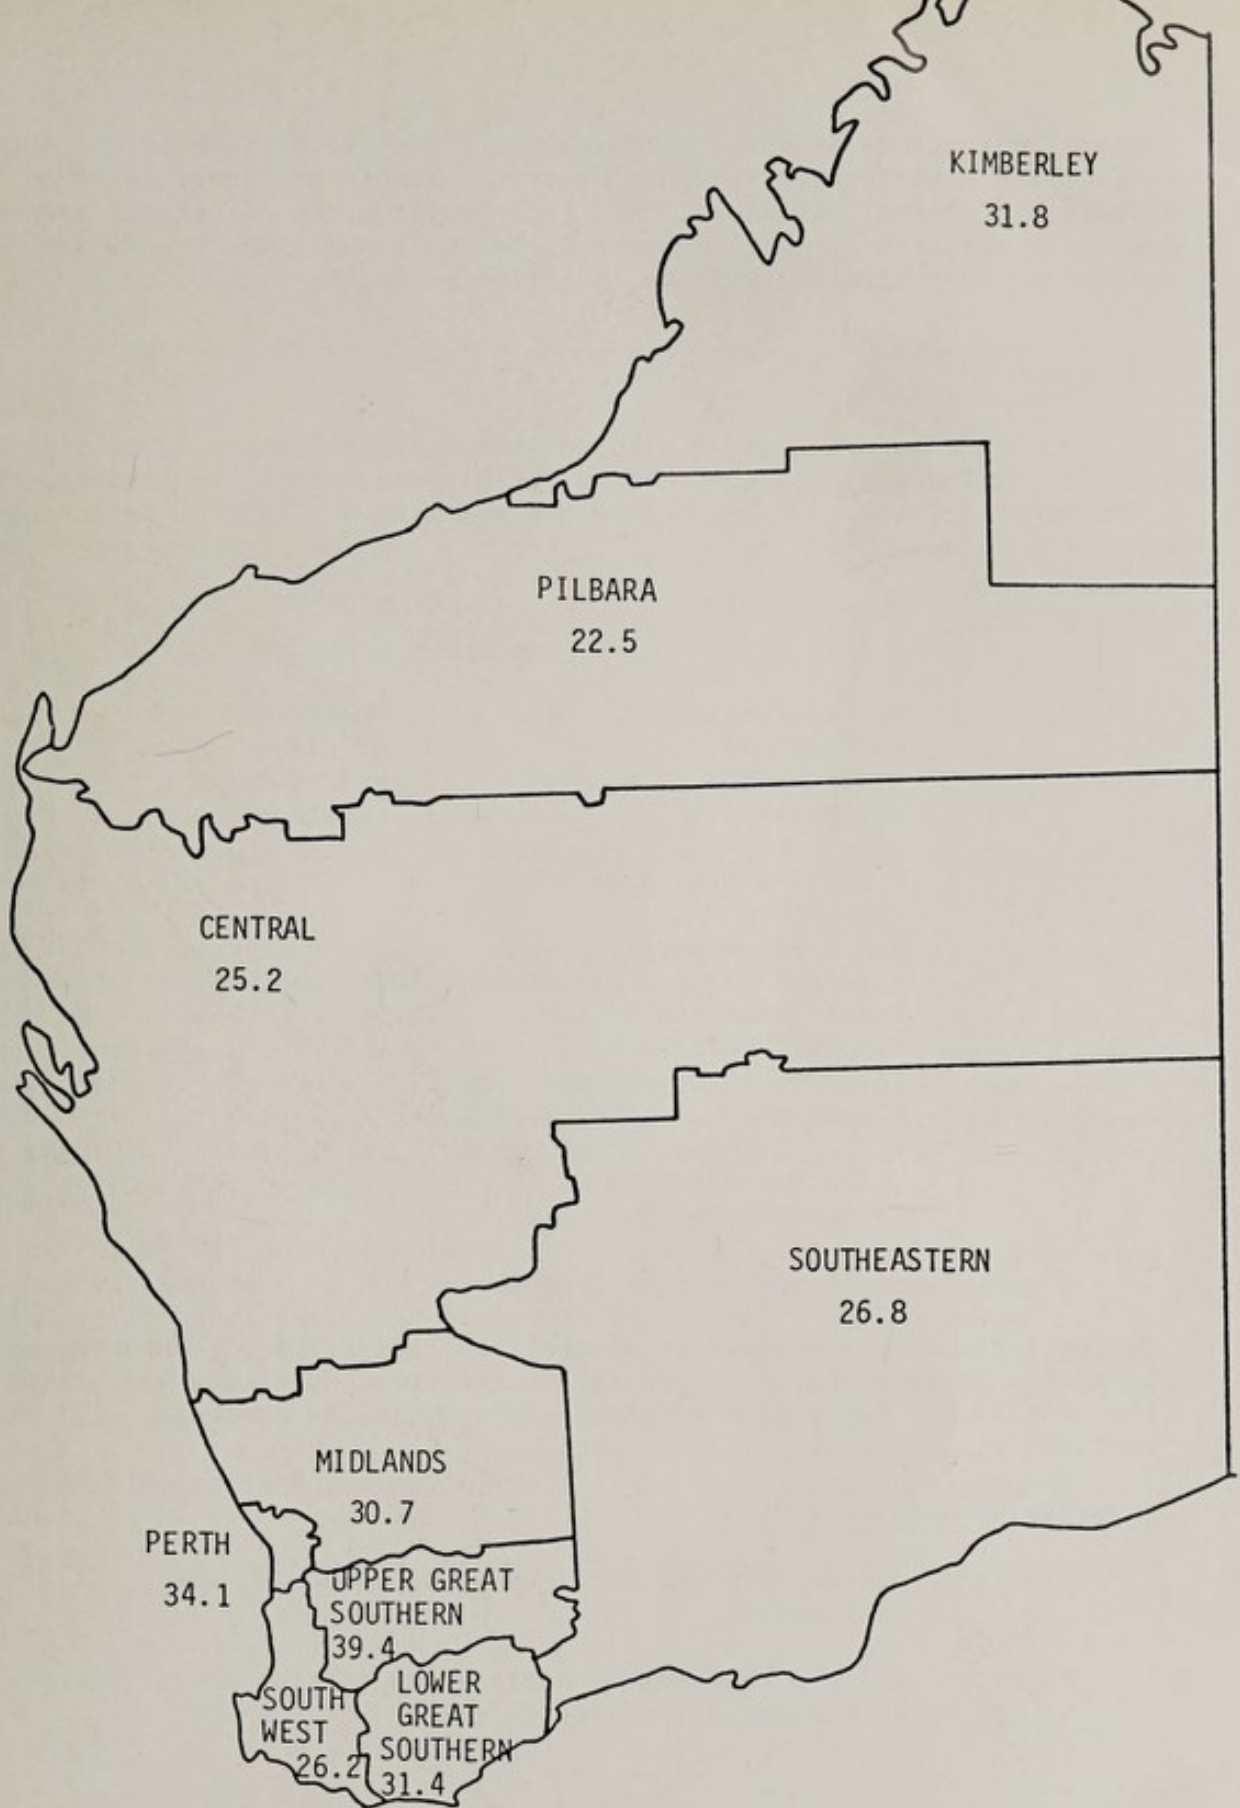 KIMBERLEY
31.8
PILBARA
22.5
CENTRAL
25.2
SOUTHEASTERN
26.8
MIDLANDS
30.7
PERTH
34.1
UPPER GREAT
SOUTHERN
39.4
LOWER
GREAT
SOUTHERN
31.4
SOUTH
WEST
26.2